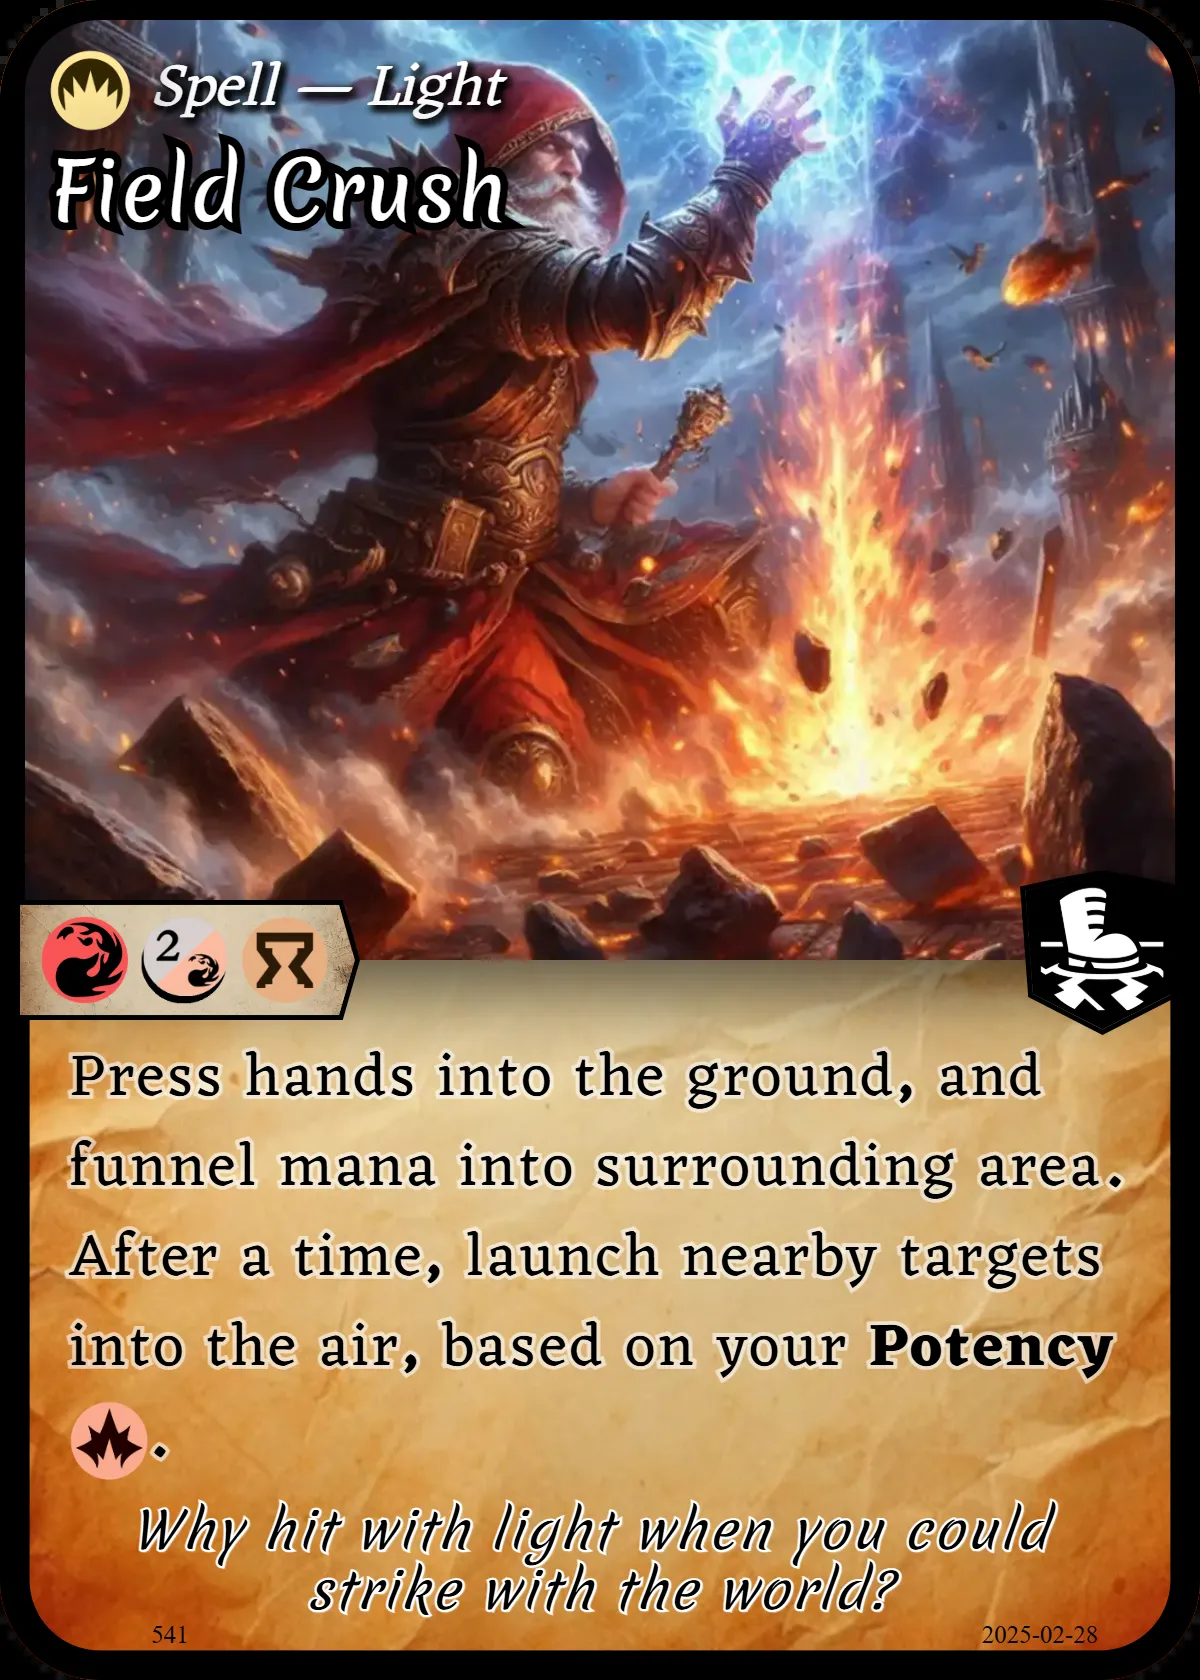 Spell — Light
Field Crush
2
Press hands into the ground, and
funnel mana into surrounding area.
After a time, launch nearby targets
into the air, based on your Potency
.
Why hit with light when you could
strike with the world?
541
2025-02-28